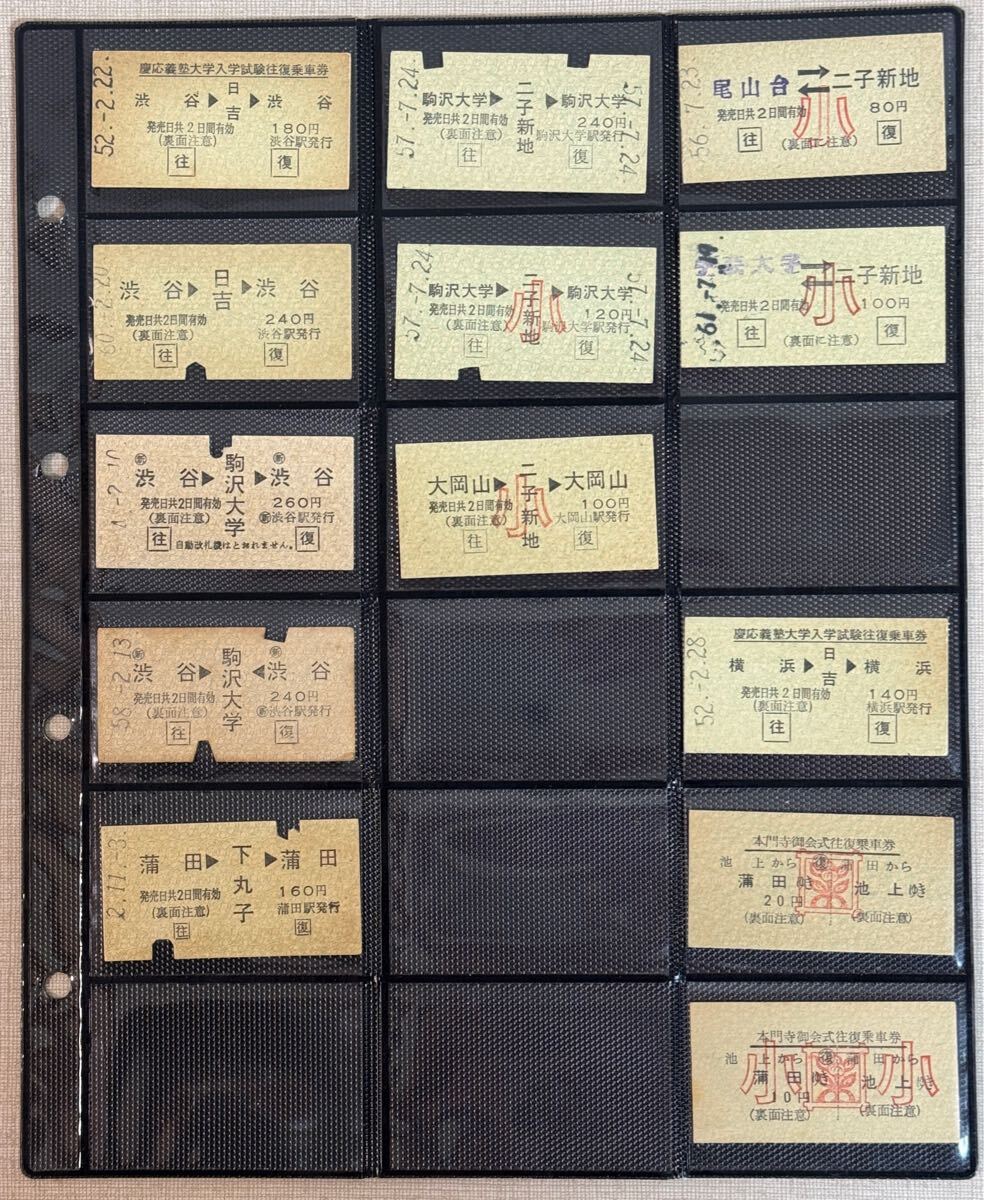 慶応義塾大学入学試験往復乗車券
渋　谷▶日吉▶渋　谷
発売日共2日間有効　180円
(裏面注意)　渋谷駅発行
往　復
52.-2.22.
渋　谷▶日吉▶渋　谷
発売日共2日間有効　240円
(裏面注意)　渋谷駅発行
往　復
60.-2.20
㊟渋　谷▶駒沢大学▶渋　谷
発売日共2日間有効　260円
(裏面注意)　渋谷駅発行
往　自動改札機はとおれません。　復
渋　谷▶駒沢大学◀渋　谷
発売日共2日間有効　240円
(裏面注意)　渋谷駅発行
往　復
58.-2.13
蒲　田▶下丸子▶蒲　田
発売日共2日間有効　160円
(裏面注意)　蒲田駅発行
往　復
2.11.-3.
駒沢大学▶二子新地▶駒沢大学
発売日共2日間有効　240円
(裏面注意)　駒沢大学駅発行
往　復
57.-7.24.
57.-7.24.
駒沢大学▶二子新地▶駒沢大学
発売日共2日間有効　120円
(裏面注意)　駒沢大学駅発行
往　復
小
57.-7.24.
57.-7.24.
大岡山▶二子新地▶大岡山
発売日共2日間有効　100円
(裏面注意)　大岡山駅発行
往　復
小
尾山台　二子新地
発売日共2日間有効　80円
往　(裏面に注意)　復
小
56.-7.23
大学　二子新地
発売共2日間有効　100円
往　(裏面に注意)　復
小
慶応義塾大学入学試験往復乗車券
横　浜▶日吉▶横　浜
発売日共2日間有効　140円
(裏面注意)　横浜駅発行
往　復
52.-2.28
本門寺御会式往復乗車券
池　上から　復　蒲　田から
蒲　田ゆき　池　上ゆき
20円
(裏面注意)　(裏面注意)
本門寺御会式往復乗車券
池　上から　復　蒲　田から
蒲　田ゆき　池　上ゆき
10円
(裏面注意)　(裏面注意)
小　小